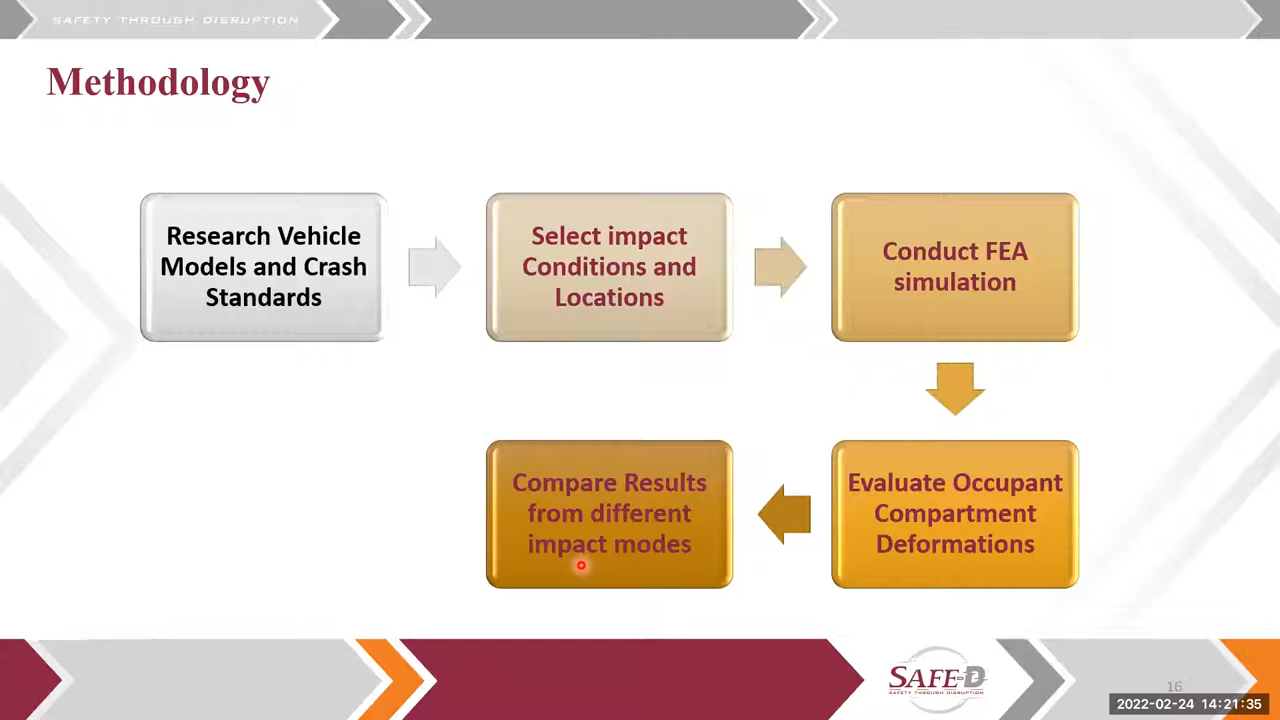 SAFETY THROUGH DISRUPTION
Methodology
Research Vehicle
Models and Crash
Standards
Select impact
Conditions and
Locations
Conduct FEA
simulation
Evaluate Occupant
Compartment
Deformations
Compare Results
from different
impact modes
SAFE-D
SAFETY THROUGH DISRUPTION
16
2022-02-24 14:21:35